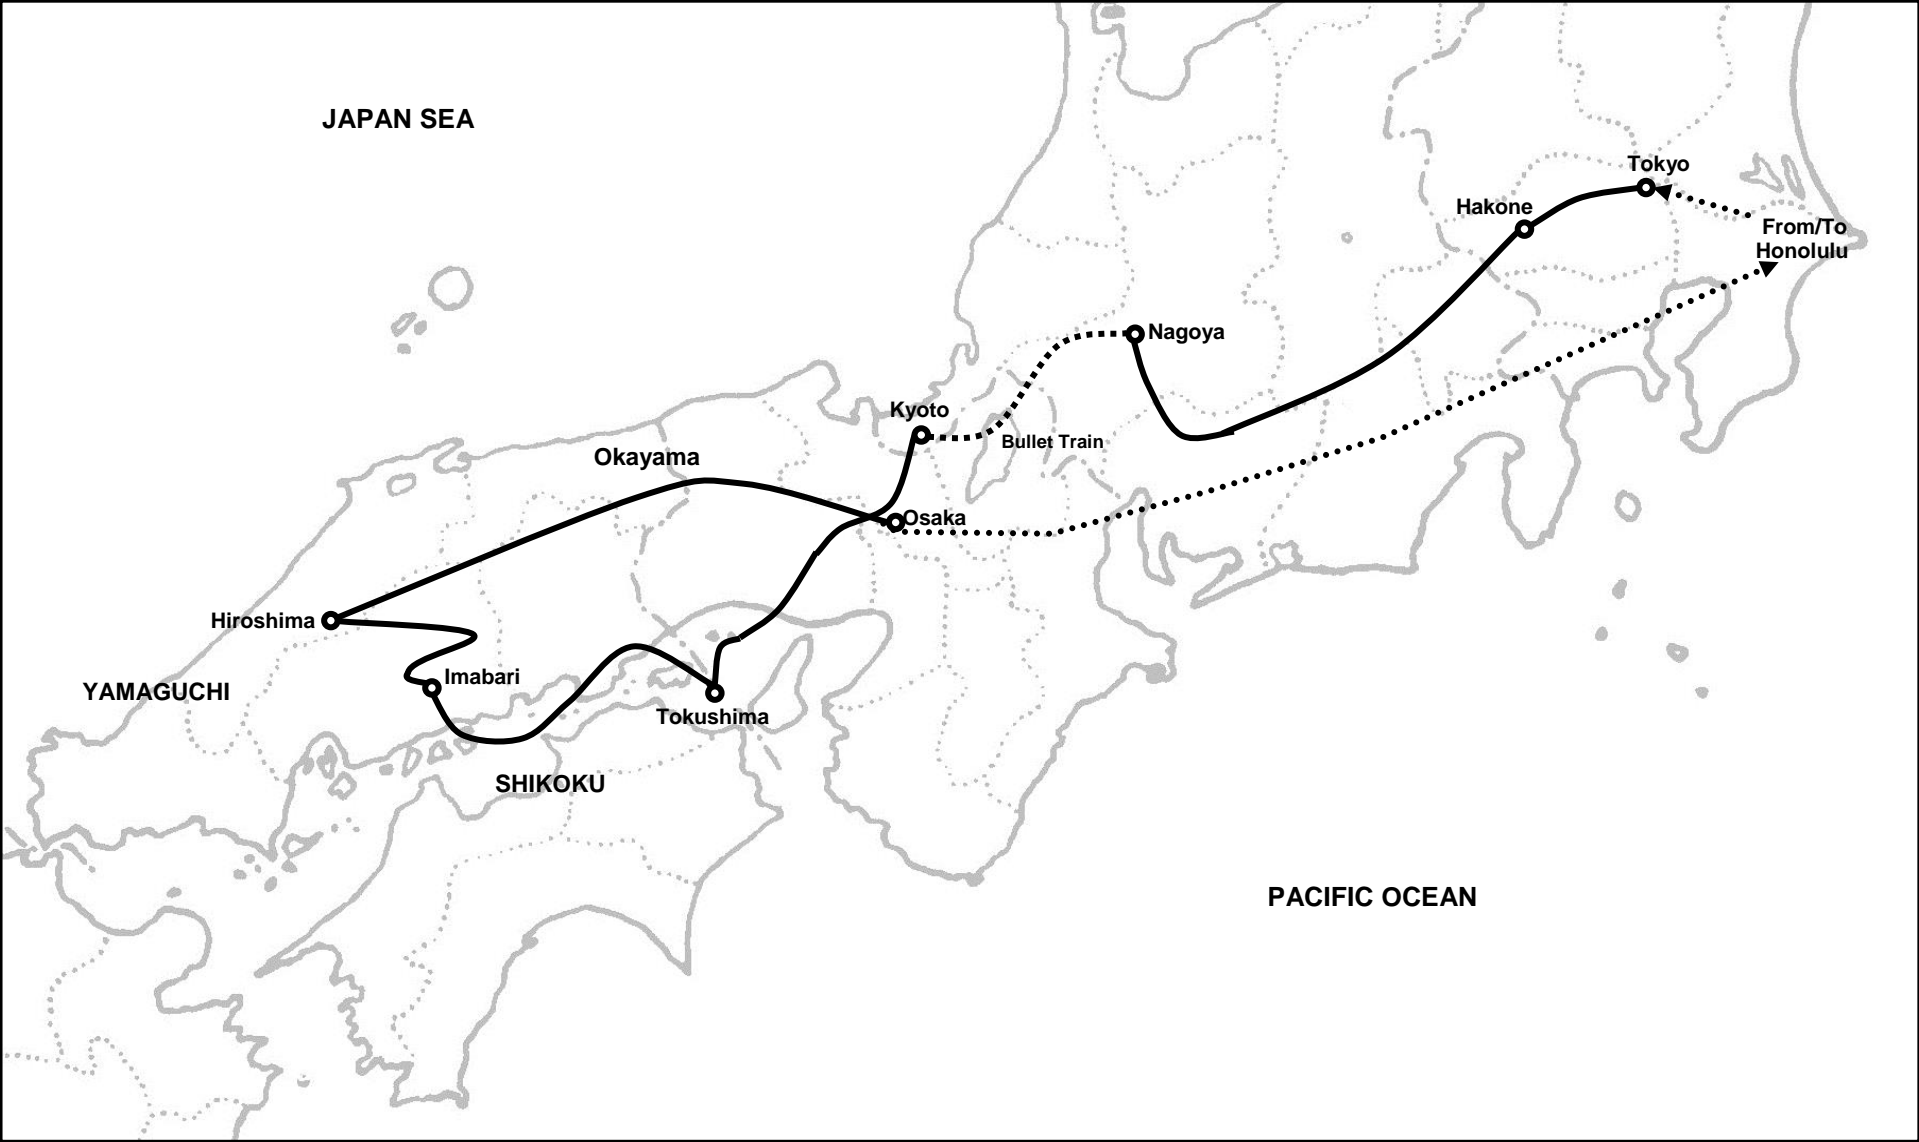 JAPAN SEA
Tokyo
Hakone
From/To
Honolulu
Nagoya
Kyoto
Bullet Train
Okayama
Osaka
Hiroshima
Imabari
YAMAGUCHI
Tokushima
SHIKOKU
PACIFIC OCEAN